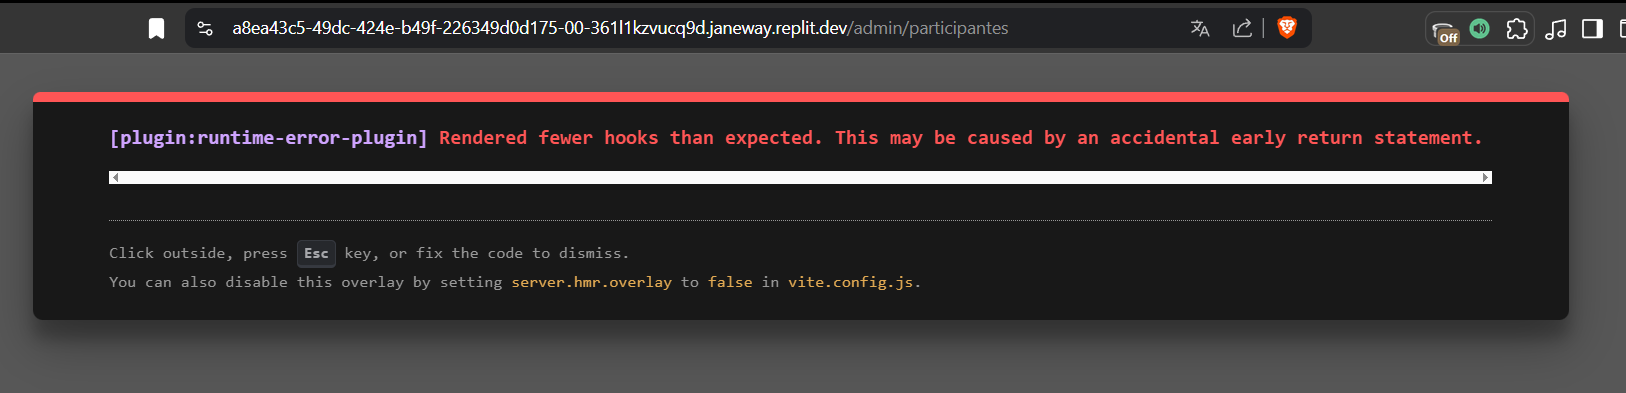 a8ea43c5-49dc-424e-b49f-226349d0d175-00-361l1kzvucq9d.janeway.replit.dev/admin/participantes
Off
[plugin:runtime-error-plugin] Rendered fewer hooks than expected. This may be caused by an accidental early return statement.
Click outside, press Esc key, or fix the code to dismiss.
You can also disable this overlay by setting server.hmr.overlay to false in vite.config.js.